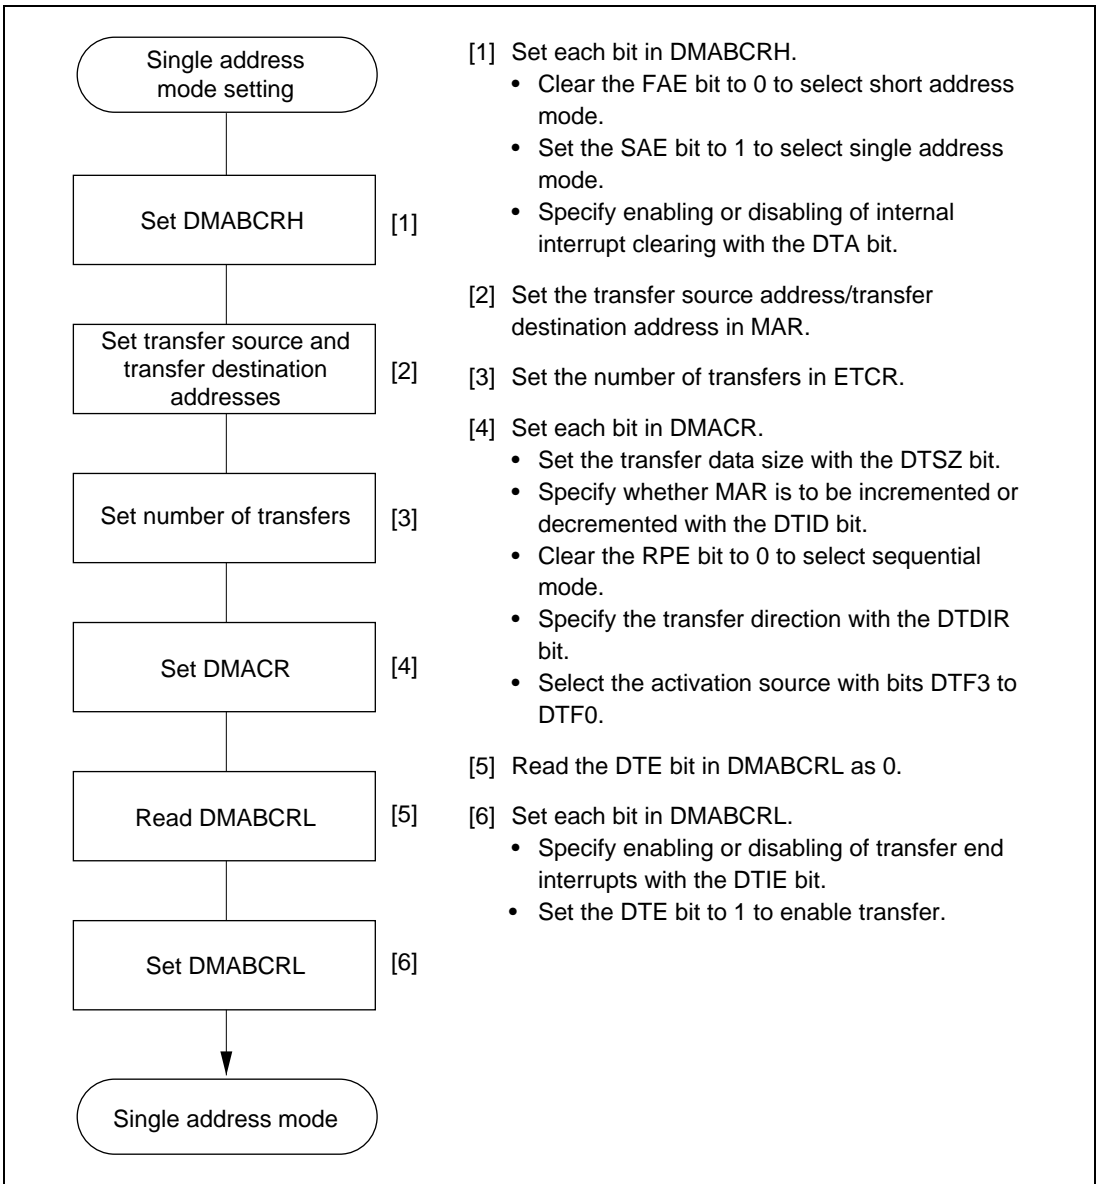 Single address
mode setting
Set DMABCRH
[1]
Set transfer source and
transfer destination
addresses
[2]
Set number of transfers
[3]
Set DMACR
[4]
Read DMABCRL
[5]
Set DMABCRL
[6]
Single address mode
[1] Set each bit in DMABCRH.
• Clear the FAE bit to 0 to select short address
mode.
• Set the SAE bit to 1 to select single address
mode.
• Specify enabling or disabling of internal
interrupt clearing with the DTA bit.
[2] Set the transfer source address/transfer
destination address in MAR.
[3] Set the number of transfers in ETCR.
[4] Set each bit in DMACR.
• Set the transfer data size with the DTSZ bit.
• Specify whether MAR is to be incremented or
decremented with the DTID bit.
• Clear the RPE bit to 0 to select sequential
mode.
• Specify the transfer direction with the DTDIR
bit.
• Select the activation source with bits DTF3 to
DTF0.
[5] Read the DTE bit in DMABCRL as 0.
[6] Set each bit in DMABCRL.
• Specify enabling or disabling of transfer end
interrupts with the DTIE bit.
• Set the DTE bit to 1 to enable transfer.